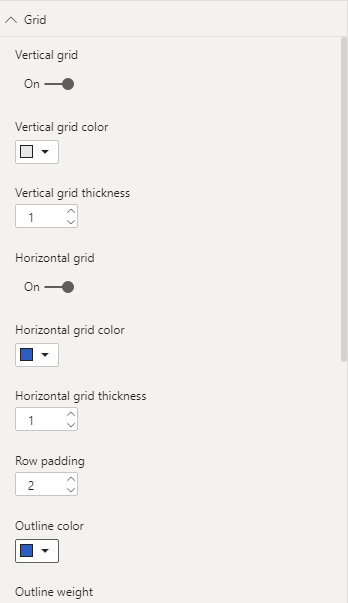 Grid
Vertical grid
On
Vertical grid color
Vertical grid thickness
1
Horizontal grid
On
Horizontal grid color
Horizontal grid thickness
1
Row padding
2
Outline color
Outline weight